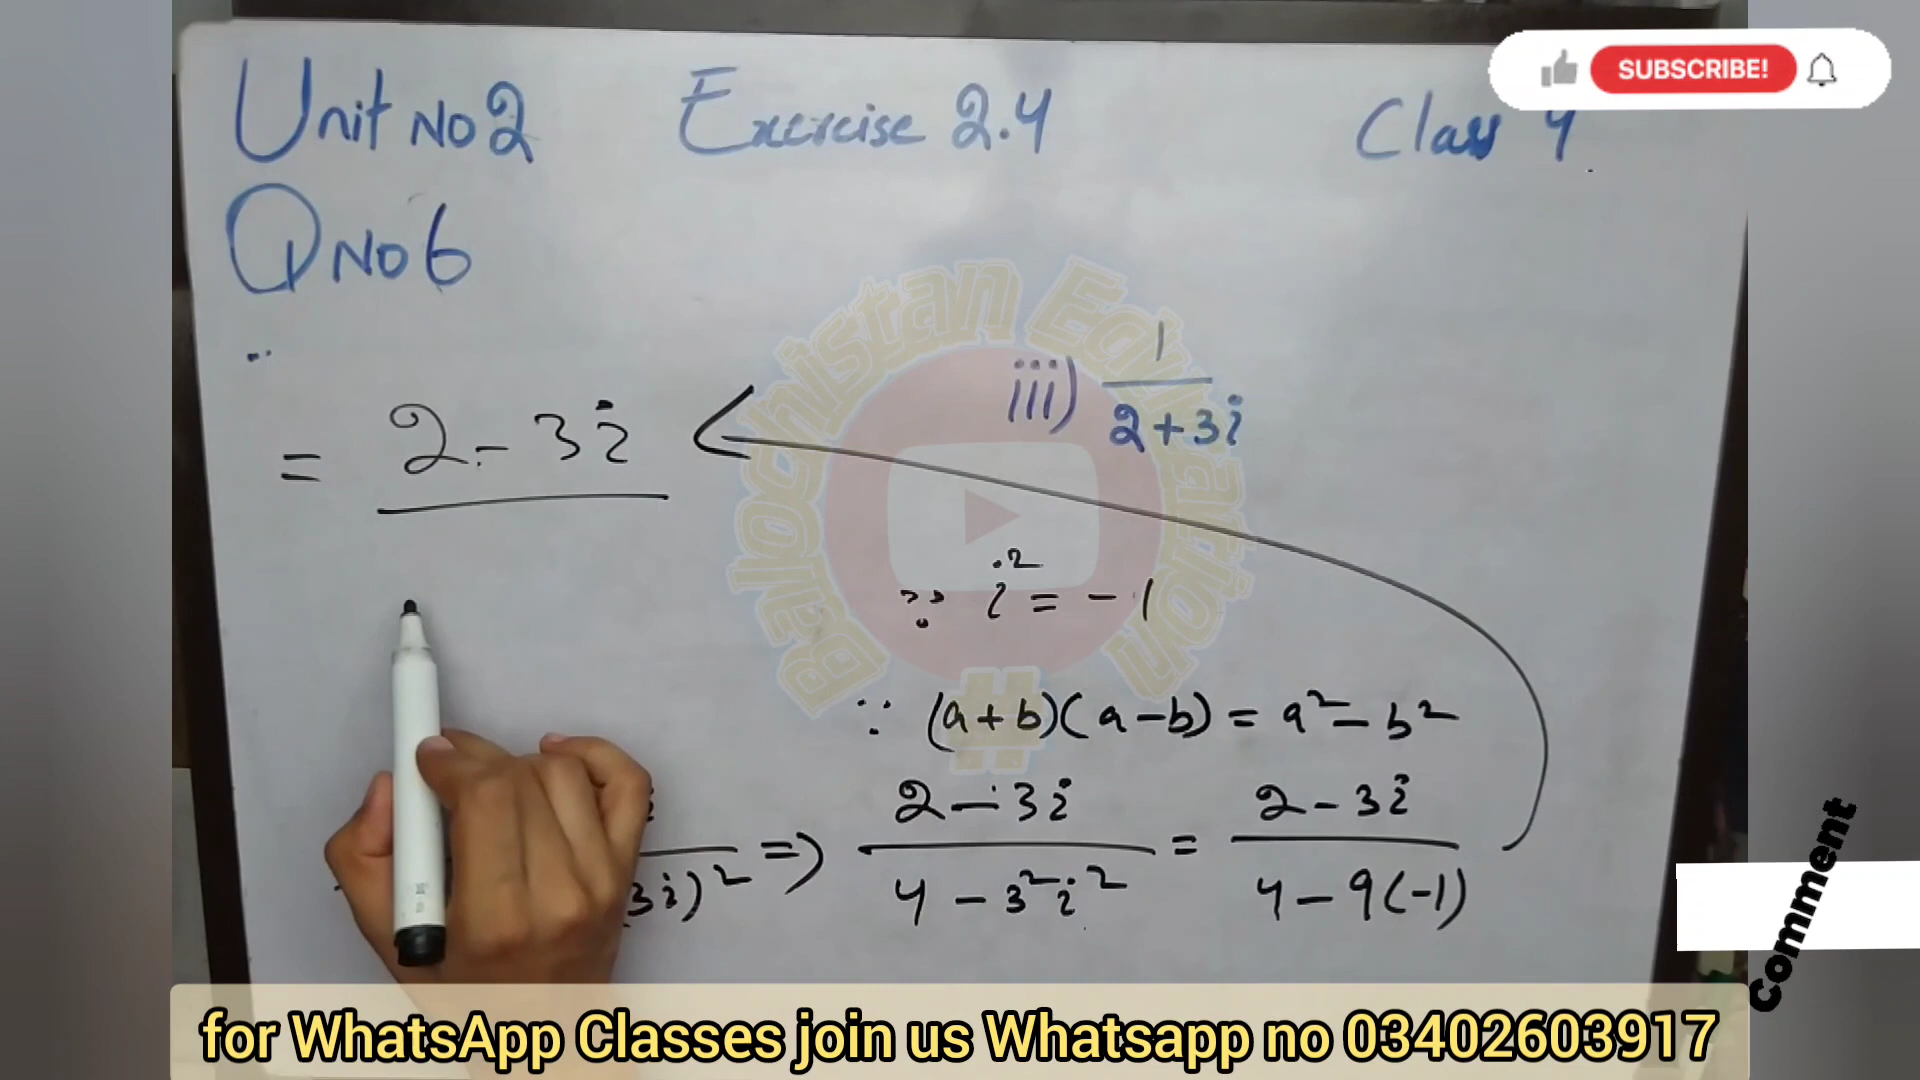 SUBSCRIBE!
Unit No 2 Exercise 2.4 Class 9
Q No 6
iii) 1
2+3i
= 2 - 3i
∵ i² = -1
∵ (a+b)(a-b) = a² - b²
2 - 3i = 2 - 3i
3i)² => 4 - 3²i² 4 - 9(-1)
Balochistan Education #
Comment
for WhatsApp Classes join us Whatsapp no 03402603917